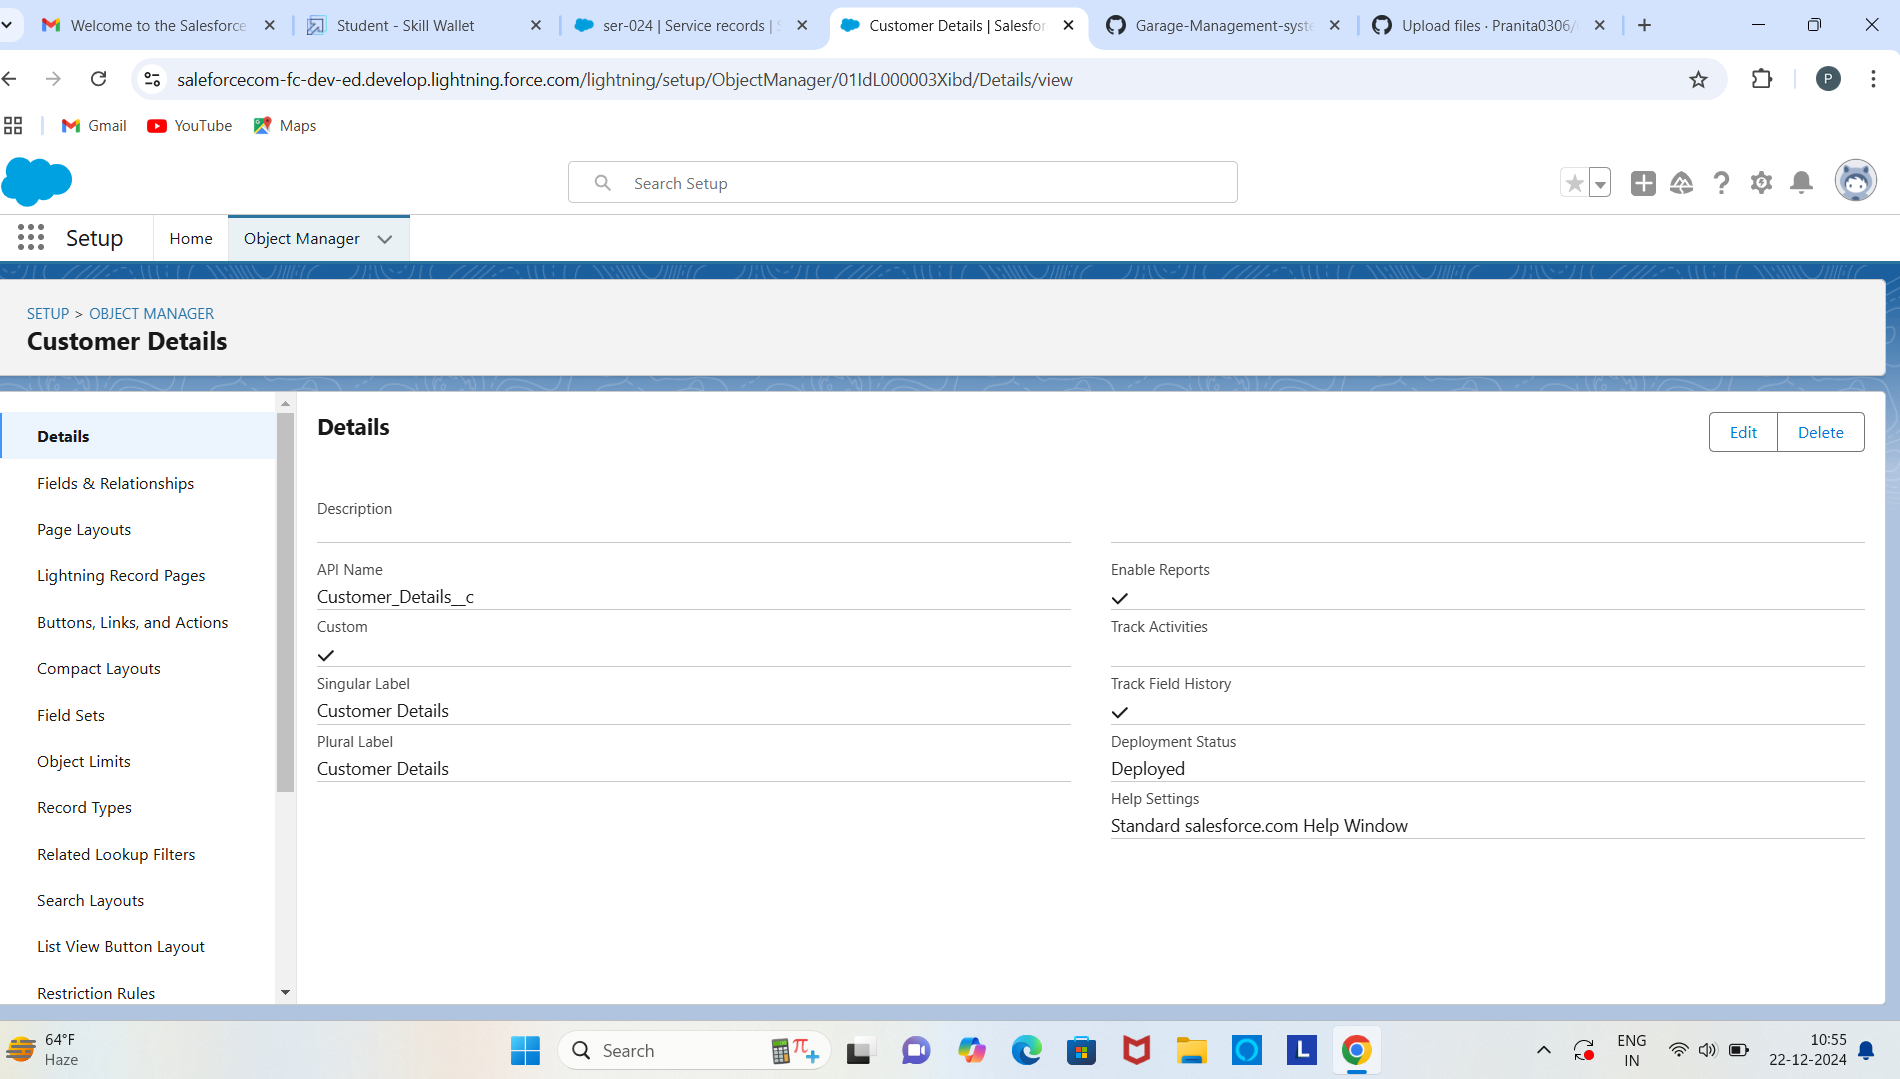 Welcome to the Salesforce
Student - Skill Wallet
ser-024 | Service records |
Customer Details | Salesfor
Garage-Management-syste
Upload files · Pranita0306/
saleforcecom-fc-dev-ed.develop.lightning.force.com/lightning/setup/ObjectManager/01IdL000003Xibd/Details/view
P
Gmail
YouTube
Maps
Search Setup
Setup
Home
Object Manager
SETUP > OBJECT MANAGER
Customer Details
Details
Fields & Relationships
Page Layouts
Lightning Record Pages
Buttons, Links, and Actions
Compact Layouts
Field Sets
Object Limits
Record Types
Related Lookup Filters
Search Layouts
List View Button Layout
Restriction Rules
Details
Edit
Delete
Description
API Name
Customer_Details__c
Custom
Singular Label
Customer Details
Plural Label
Customer Details
Enable Reports
Track Activities
Track Field History
Deployment Status
Deployed
Help Settings
Standard salesforce.com Help Window
64°F
Haze
Search
L
ENG
IN
10:55
22-12-2024